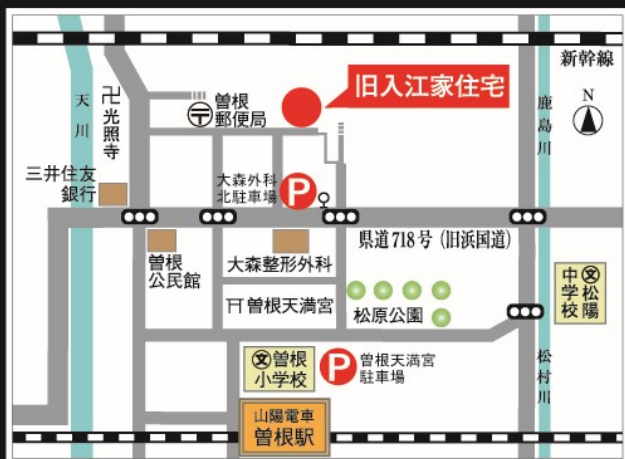 新幹線
天川
卍光照寺
曽根
郵便局
旧入江家住宅
鹿島川
N
三井住友
銀行
大森外科
北駐車場
P
県道718号（旧浜国道）
曽根
公民館
大森整形外科
曽根天満宮
松原公園
文松陽
中学校
文曽根
小学校
P
曽根天満宮
駐車場
松村川
山陽電車
曽根駅